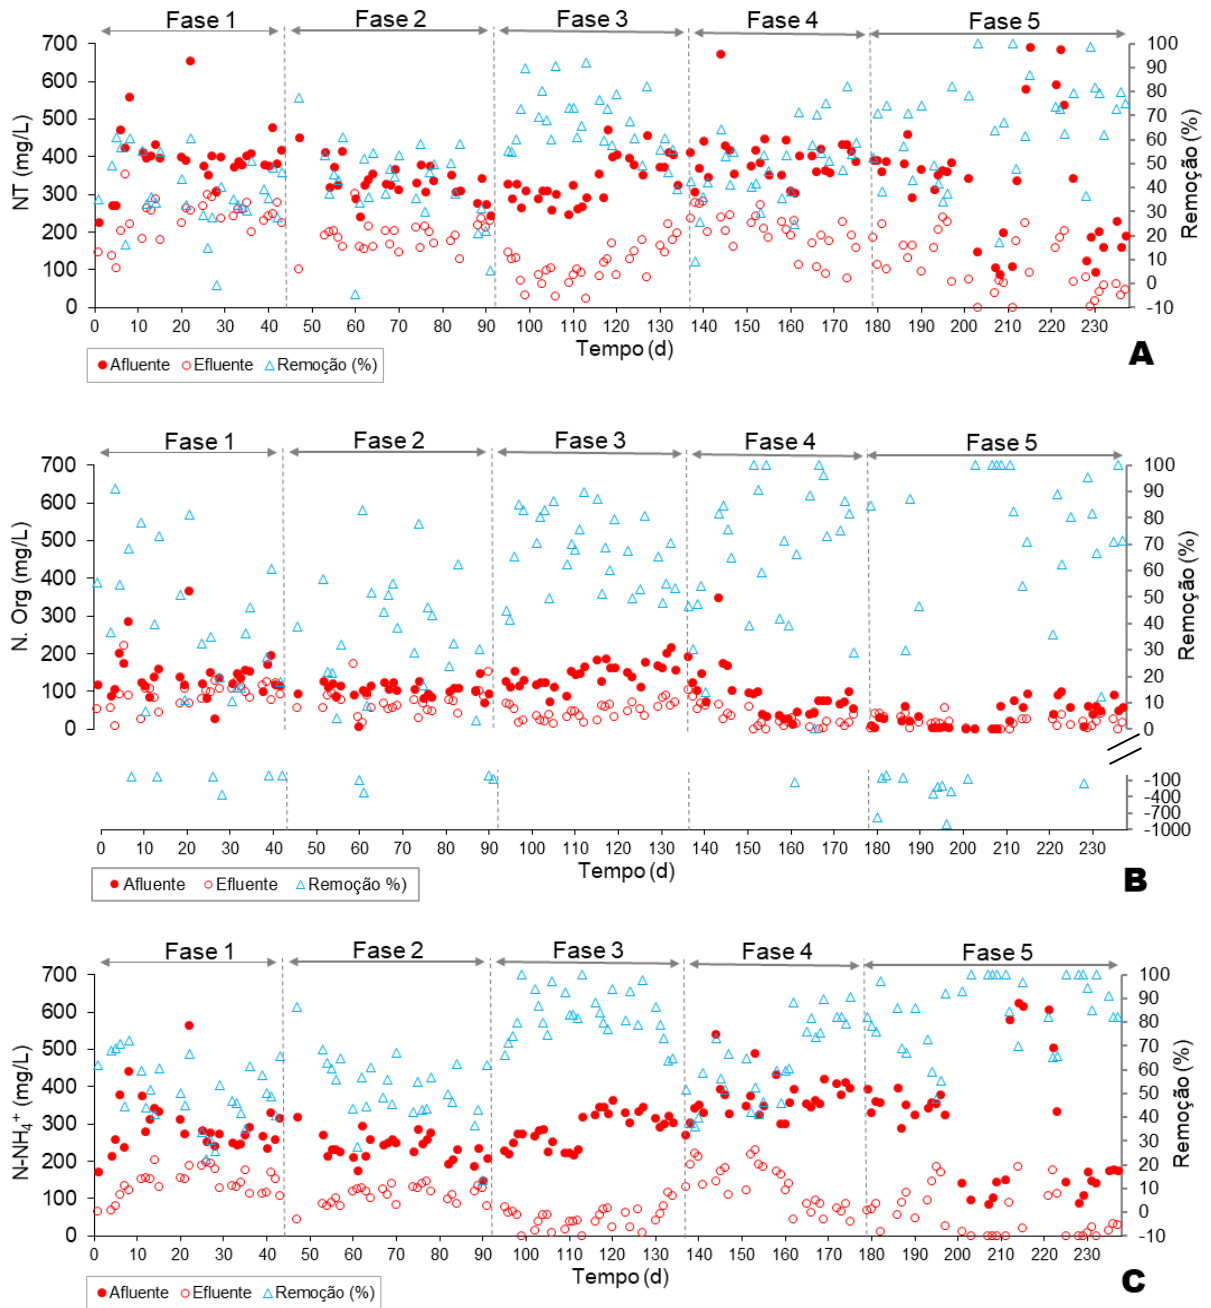 Fase 1 Fase 2 Fase 3 Fase 4 Fase 5
700 600 500 400 300 200 100 0
NT (mg/L)
100 90 80 70 60 50 40 30 20 10 0 -10
Remoção (%)
0 10 20 30 40 50 60 70 80 90 100 110 120 130 140 150 160 170 180 190 200 210 220 230
Tempo (d)
A
Afluente Efluente Remoção (%)
Fase 1 Fase 2 Fase 3 Fase 4 Fase 5
700 600 500 400 300 200 100 0
N. Org (mg/L)
100 90 80 70 60 50 40 30 20 10 0
-100 -400 -700 -1000
Remoção (%)
0 10 20 30 40 50 60 70 80 90 100 110 120 130 140 150 160 170 180 190 200 210 220 230
Tempo (d)
B
Afluente Efluente Remoção %)
Fase 1 Fase 2 Fase 3 Fase 4 Fase 5
700 600 500 400 300 200 100 0
N-NH₄⁺ (mg/L)
100 90 80 70 60 50 40 30 20 10 0 -10
Remoção (%)
0 10 20 30 40 50 60 70 80 90 100 110 120 130 140 150 160 170 180 190 200 210 220 230
Tempo (d)
C
Afluente Efluente Remoção (%)